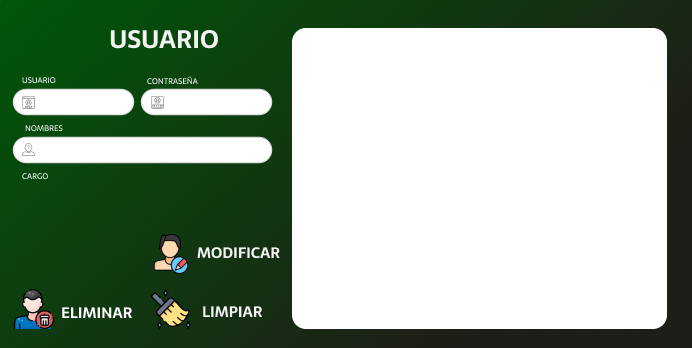 USUARIO
USUARIO
CONTRASEÑA
NOMBRES
CARGO
MODIFICAR
ELIMINAR
LIMPIAR